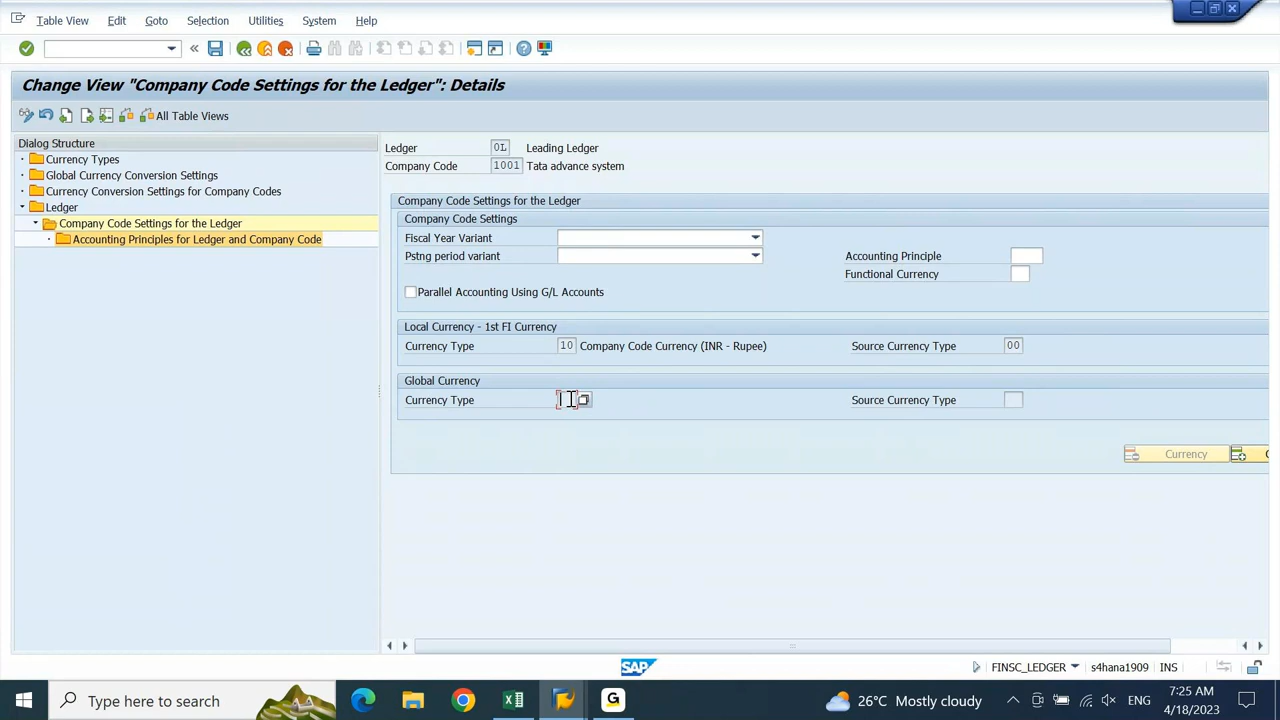 Table View Edit Goto Selection Utilities System Help
Change View "Company Code Settings for the Ledger": Details
All Table Views
Dialog Structure
Currency Types
Global Currency Conversion Settings
Currency Conversion Settings for Company Codes
Ledger
Company Code Settings for the Ledger
Accounting Principles for Ledger and Company Code
Ledger 0L Leading Ledger
Company Code 1001 Tata advance system
Company Code Settings for the Ledger
Company Code Settings
Fiscal Year Variant
Pstng period variant
Accounting Principle
Functional Currency
Parallel Accounting Using G/L Accounts
Local Currency - 1st FI Currency
Currency Type 10 Company Code Currency (INR - Rupee) Source Currency Type 00
Global Currency
Currency Type Source Currency Type
Currency
SAP FINSC_LEDGER s4hana1909 INS
Type here to search
26°C Mostly cloudy
ENG
7:25 AM
4/18/2023